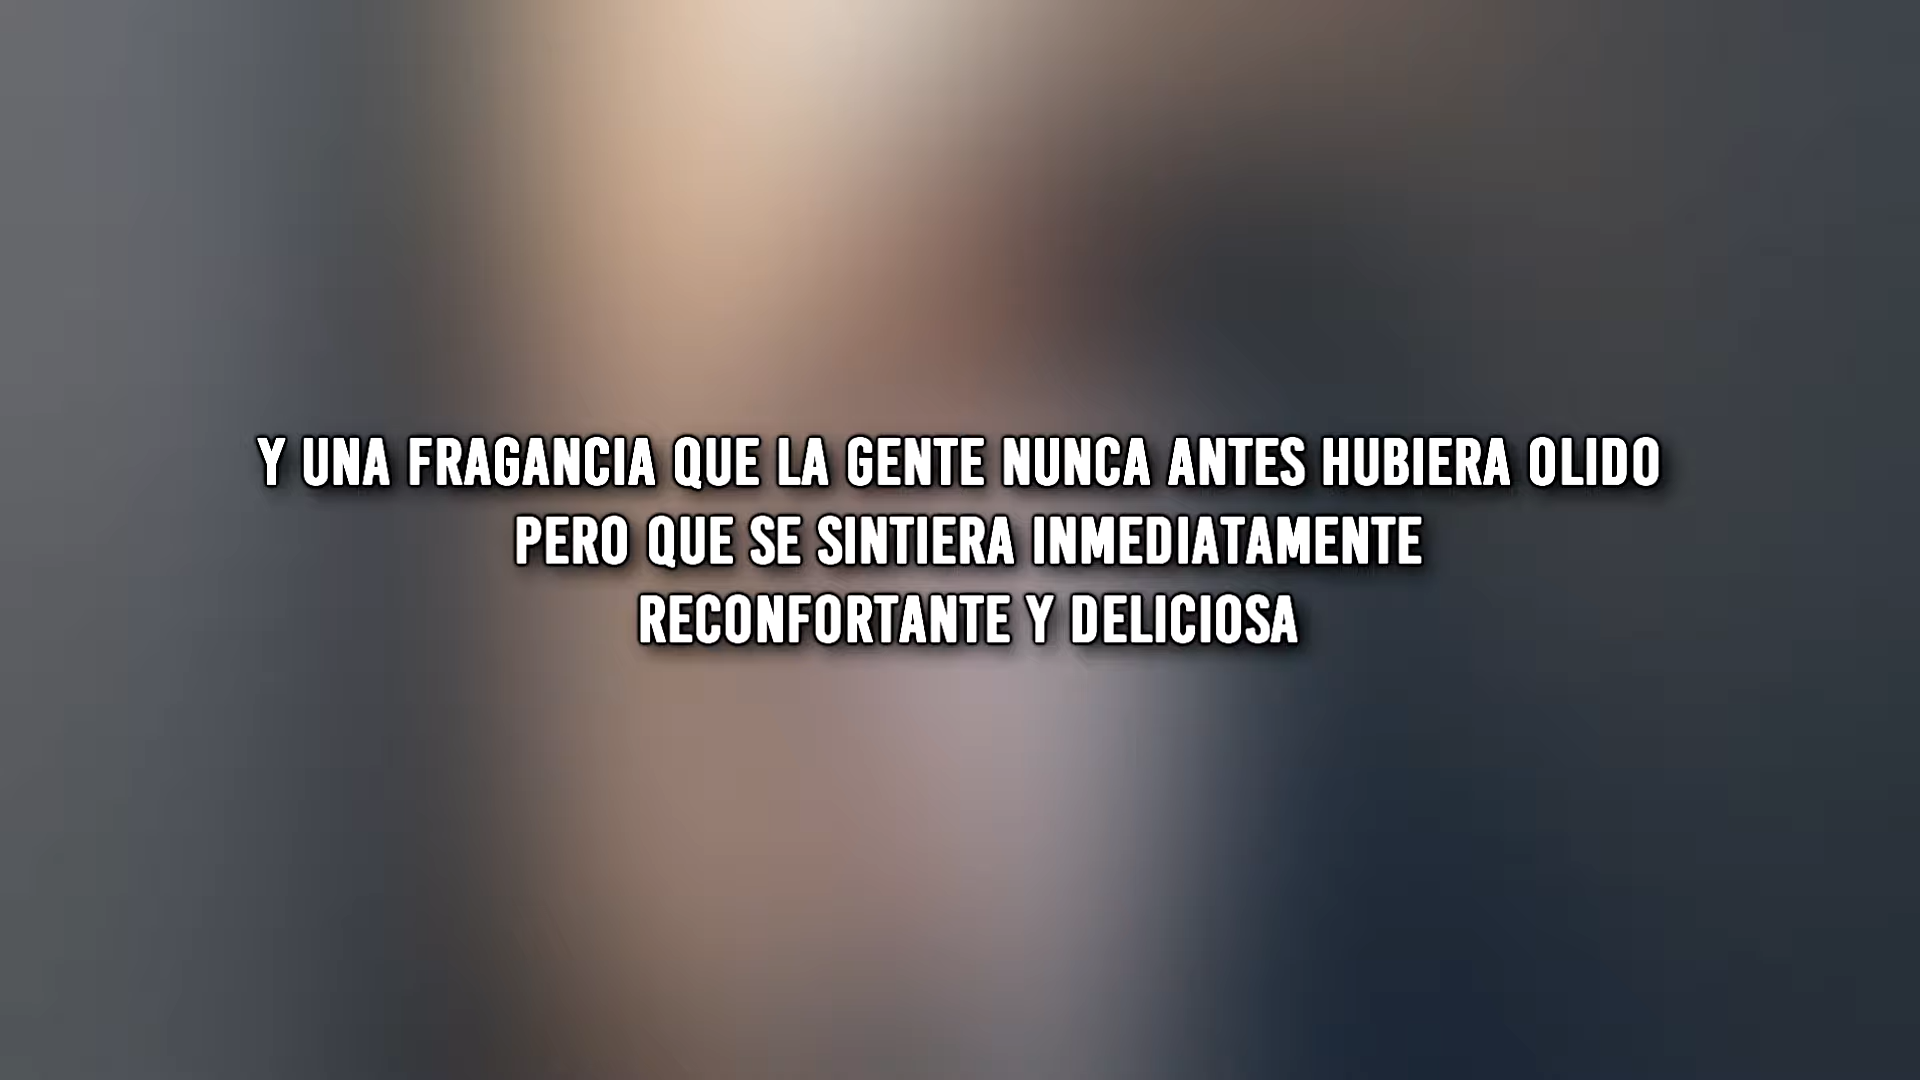 Y UNA FRAGANCIA QUE LA GENTE NUNCA ANTES HUBIERA OLIDO
PERO QUE SE SINTIERA INMEDIATAMENTE
RECONFORTANTE Y DELICIOSA